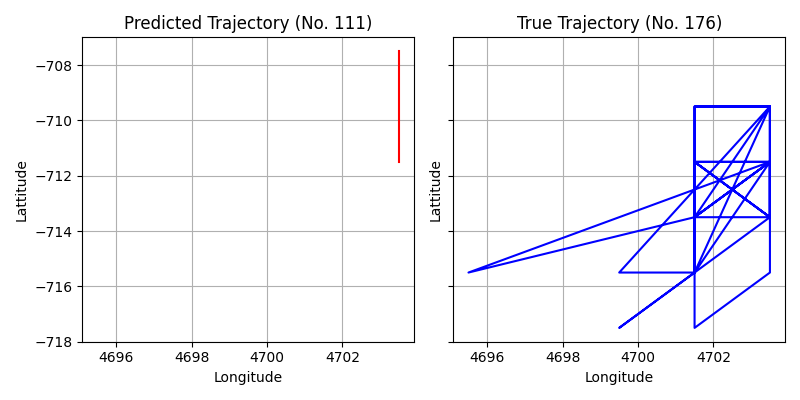 Predicted Trajectory (No. 111)
True Trajectory (No. 176)
Lattitude
−708
−710
−712
−714
−716
−718
4696
4698
4700
4702
Longitude
Lattitude
4696
4698
4700
4702
Longitude